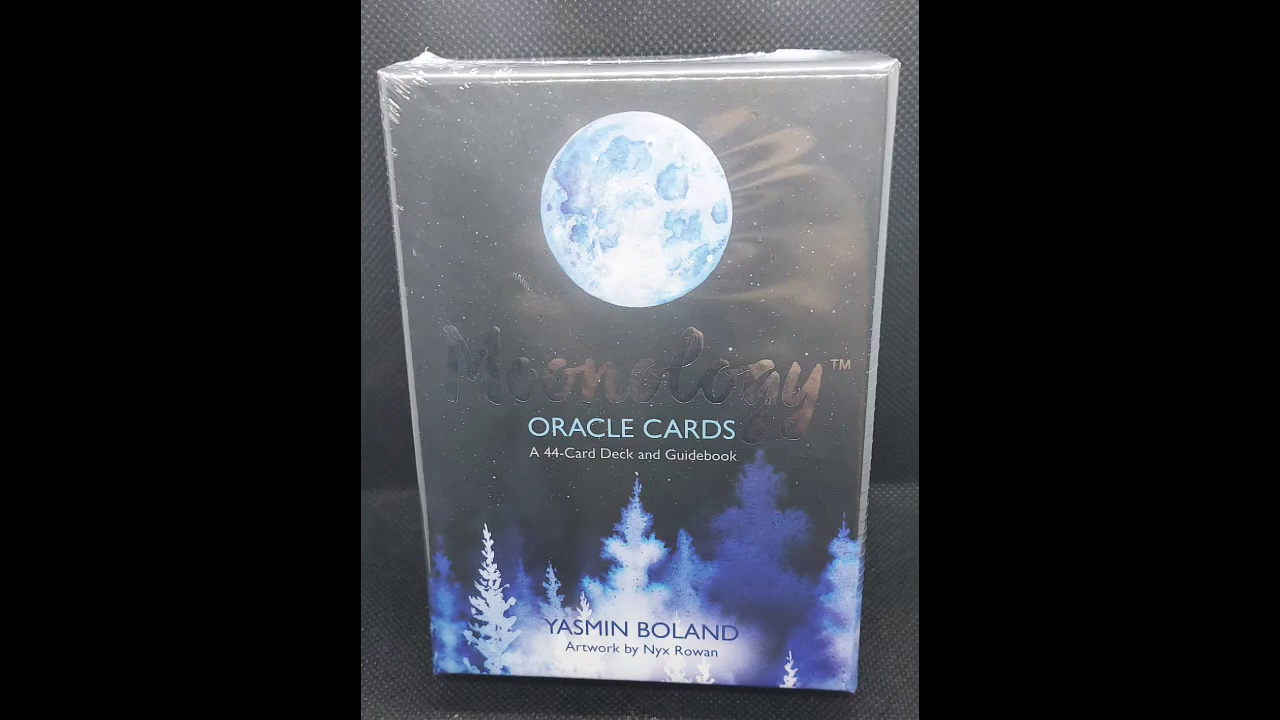 Moonology™
ORACLE CARDS
A 44-Card Deck and Guidebook
YASMIN BOLAND
Artwork by Nyx Rowan